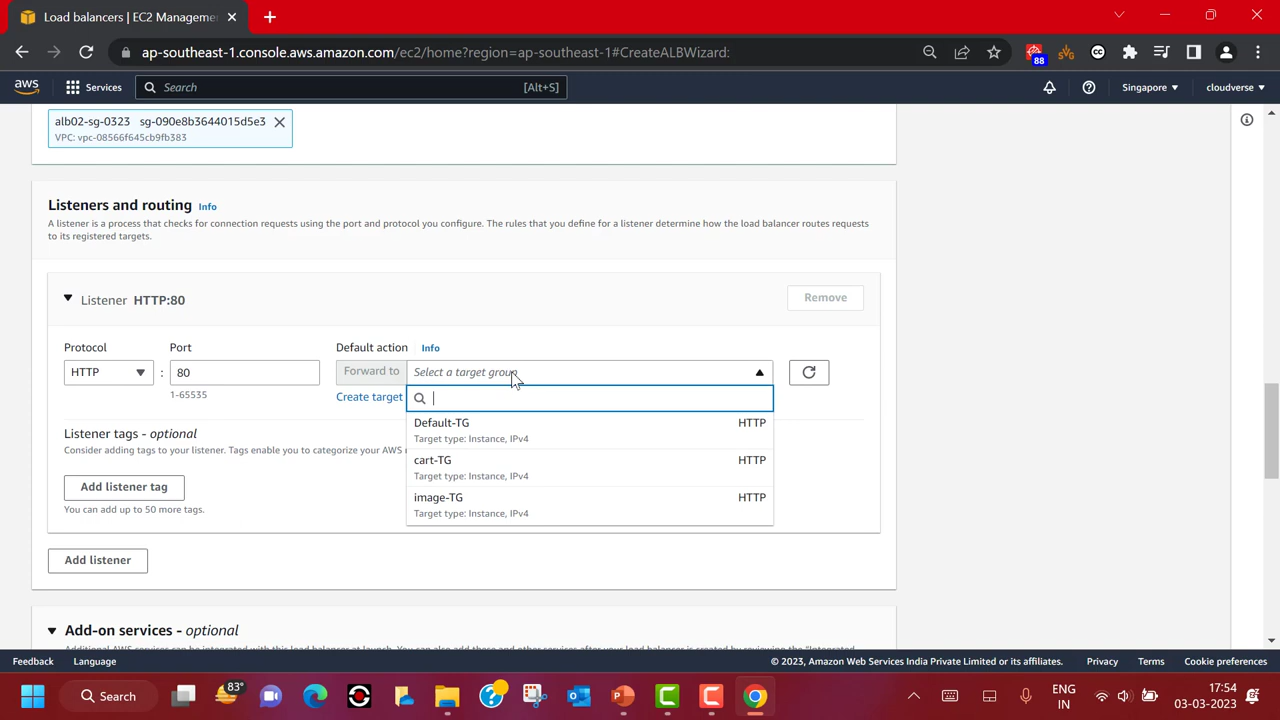 Load balancers | EC2 Managemen
ap-southeast-1.console.aws.amazon.com/ec2/home?region=ap-southeast-1#CreateALBWizard:
88
SVG
CC
aws
Services
Search
[Alt+S]
Singapore
cloudverse
alb02-sg-0323 sg-090e8b3644015d5e3
VPC: vpc-08566f645cb9fb383
Listeners and routing Info
A listener is a process that checks for connection requests using the port and protocol you configure. The rules that you define for a listener determine how the load balancer routes requests
to its registered targets.
Listener HTTP:80
Remove
Protocol
Port
Default action
Info
HTTP
:
80
Forward to
Select a target group
1-65535
Create target
Default-TG
HTTP
Target type: Instance, IPv4
Listener tags - optional
Consider adding tags to your listener. Tags enable you to categorize your AWS
cart-TG
HTTP
Target type: Instance, IPv4
Add listener tag
image-TG
HTTP
Target type: Instance, IPv4
You can add up to 50 more tags.
Add listener
Add-on services - optional
Feedback
Language
© 2023, Amazon Web Services India Private Limited or its affiliates.
Privacy
Terms
Cookie preferences
83°
Search
ENG
IN
17:54
03-03-2023